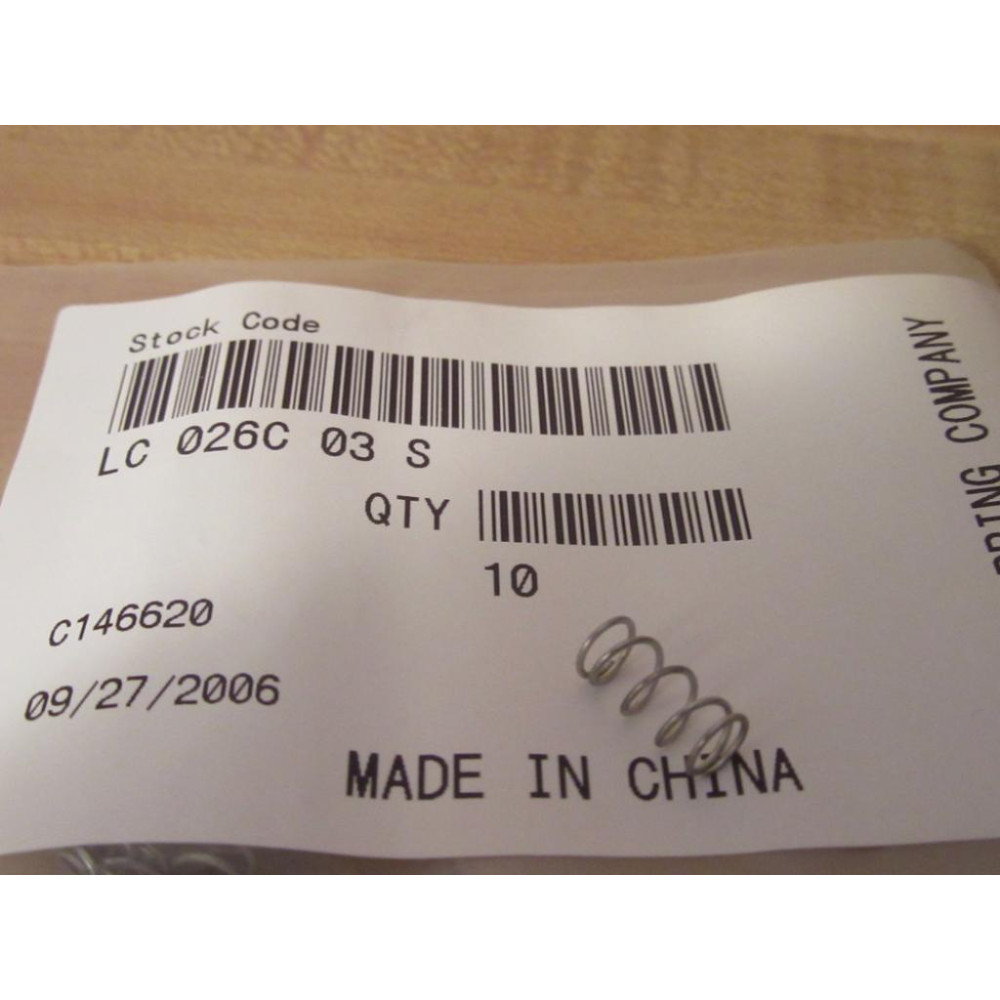 Stock Code
LC 026C 03 S
QTY
10
C146620
09/27/2006
MADE IN CHINA
COMPANY